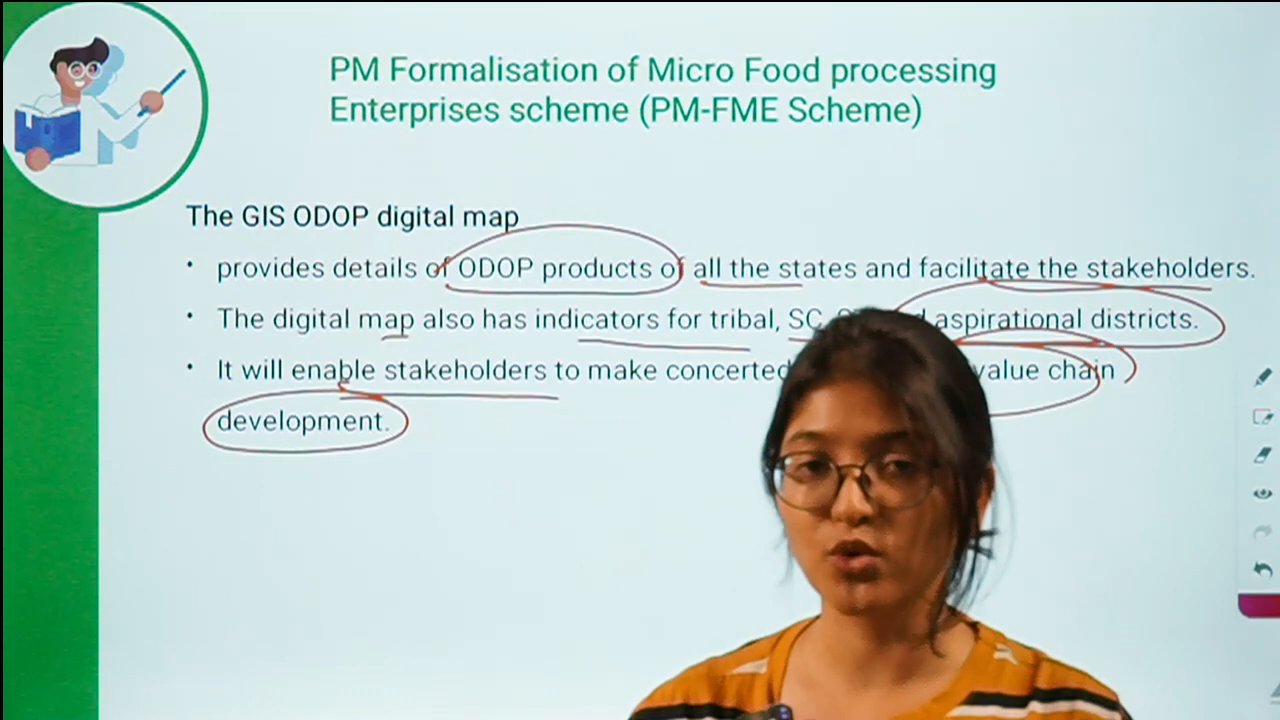 PM Formalisation of Micro Food processing
Enterprises scheme (PM-FME Scheme)
The GIS ODOP digital map
• provides details of ODOP products of all the states and facilitate the stakeholders.
• The digital map also has indicators for tribal, SC, aspirational districts.
• It will enable stakeholders to make concerted value chain
development.